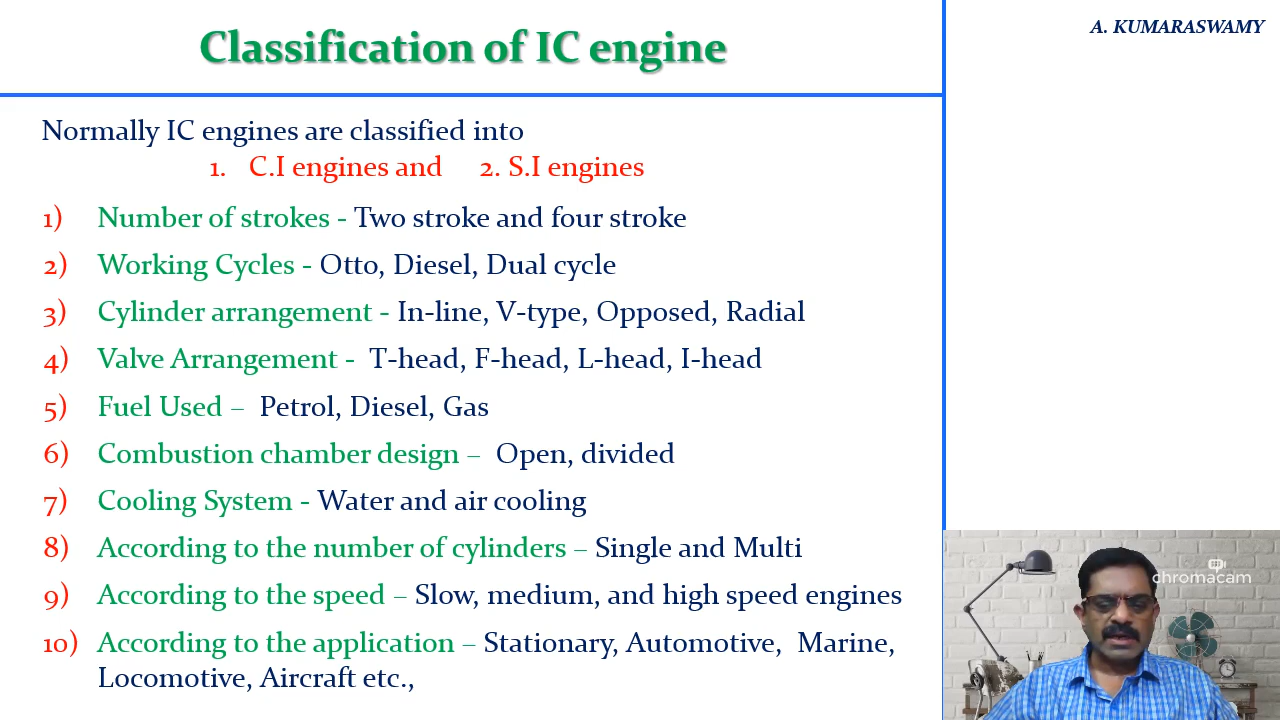 Classification of IC engine
A. KUMARASWAMY
Normally IC engines are classified into
1. C.I engines and 2. S.I engines
1) Number of strokes - Two stroke and four stroke
2) Working Cycles - Otto, Diesel, Dual cycle
3) Cylinder arrangement - In-line, V-type, Opposed, Radial
4) Valve Arrangement - T-head, F-head, L-head, I-head
5) Fuel Used – Petrol, Diesel, Gas
6) Combustion chamber design – Open, divided
7) Cooling System - Water and air cooling
8) According to the number of cylinders – Single and Multi
9) According to the speed – Slow, medium, and high speed engines
10) According to the application – Stationary, Automotive, Marine,
Locomotive, Aircraft etc.,
chromacam